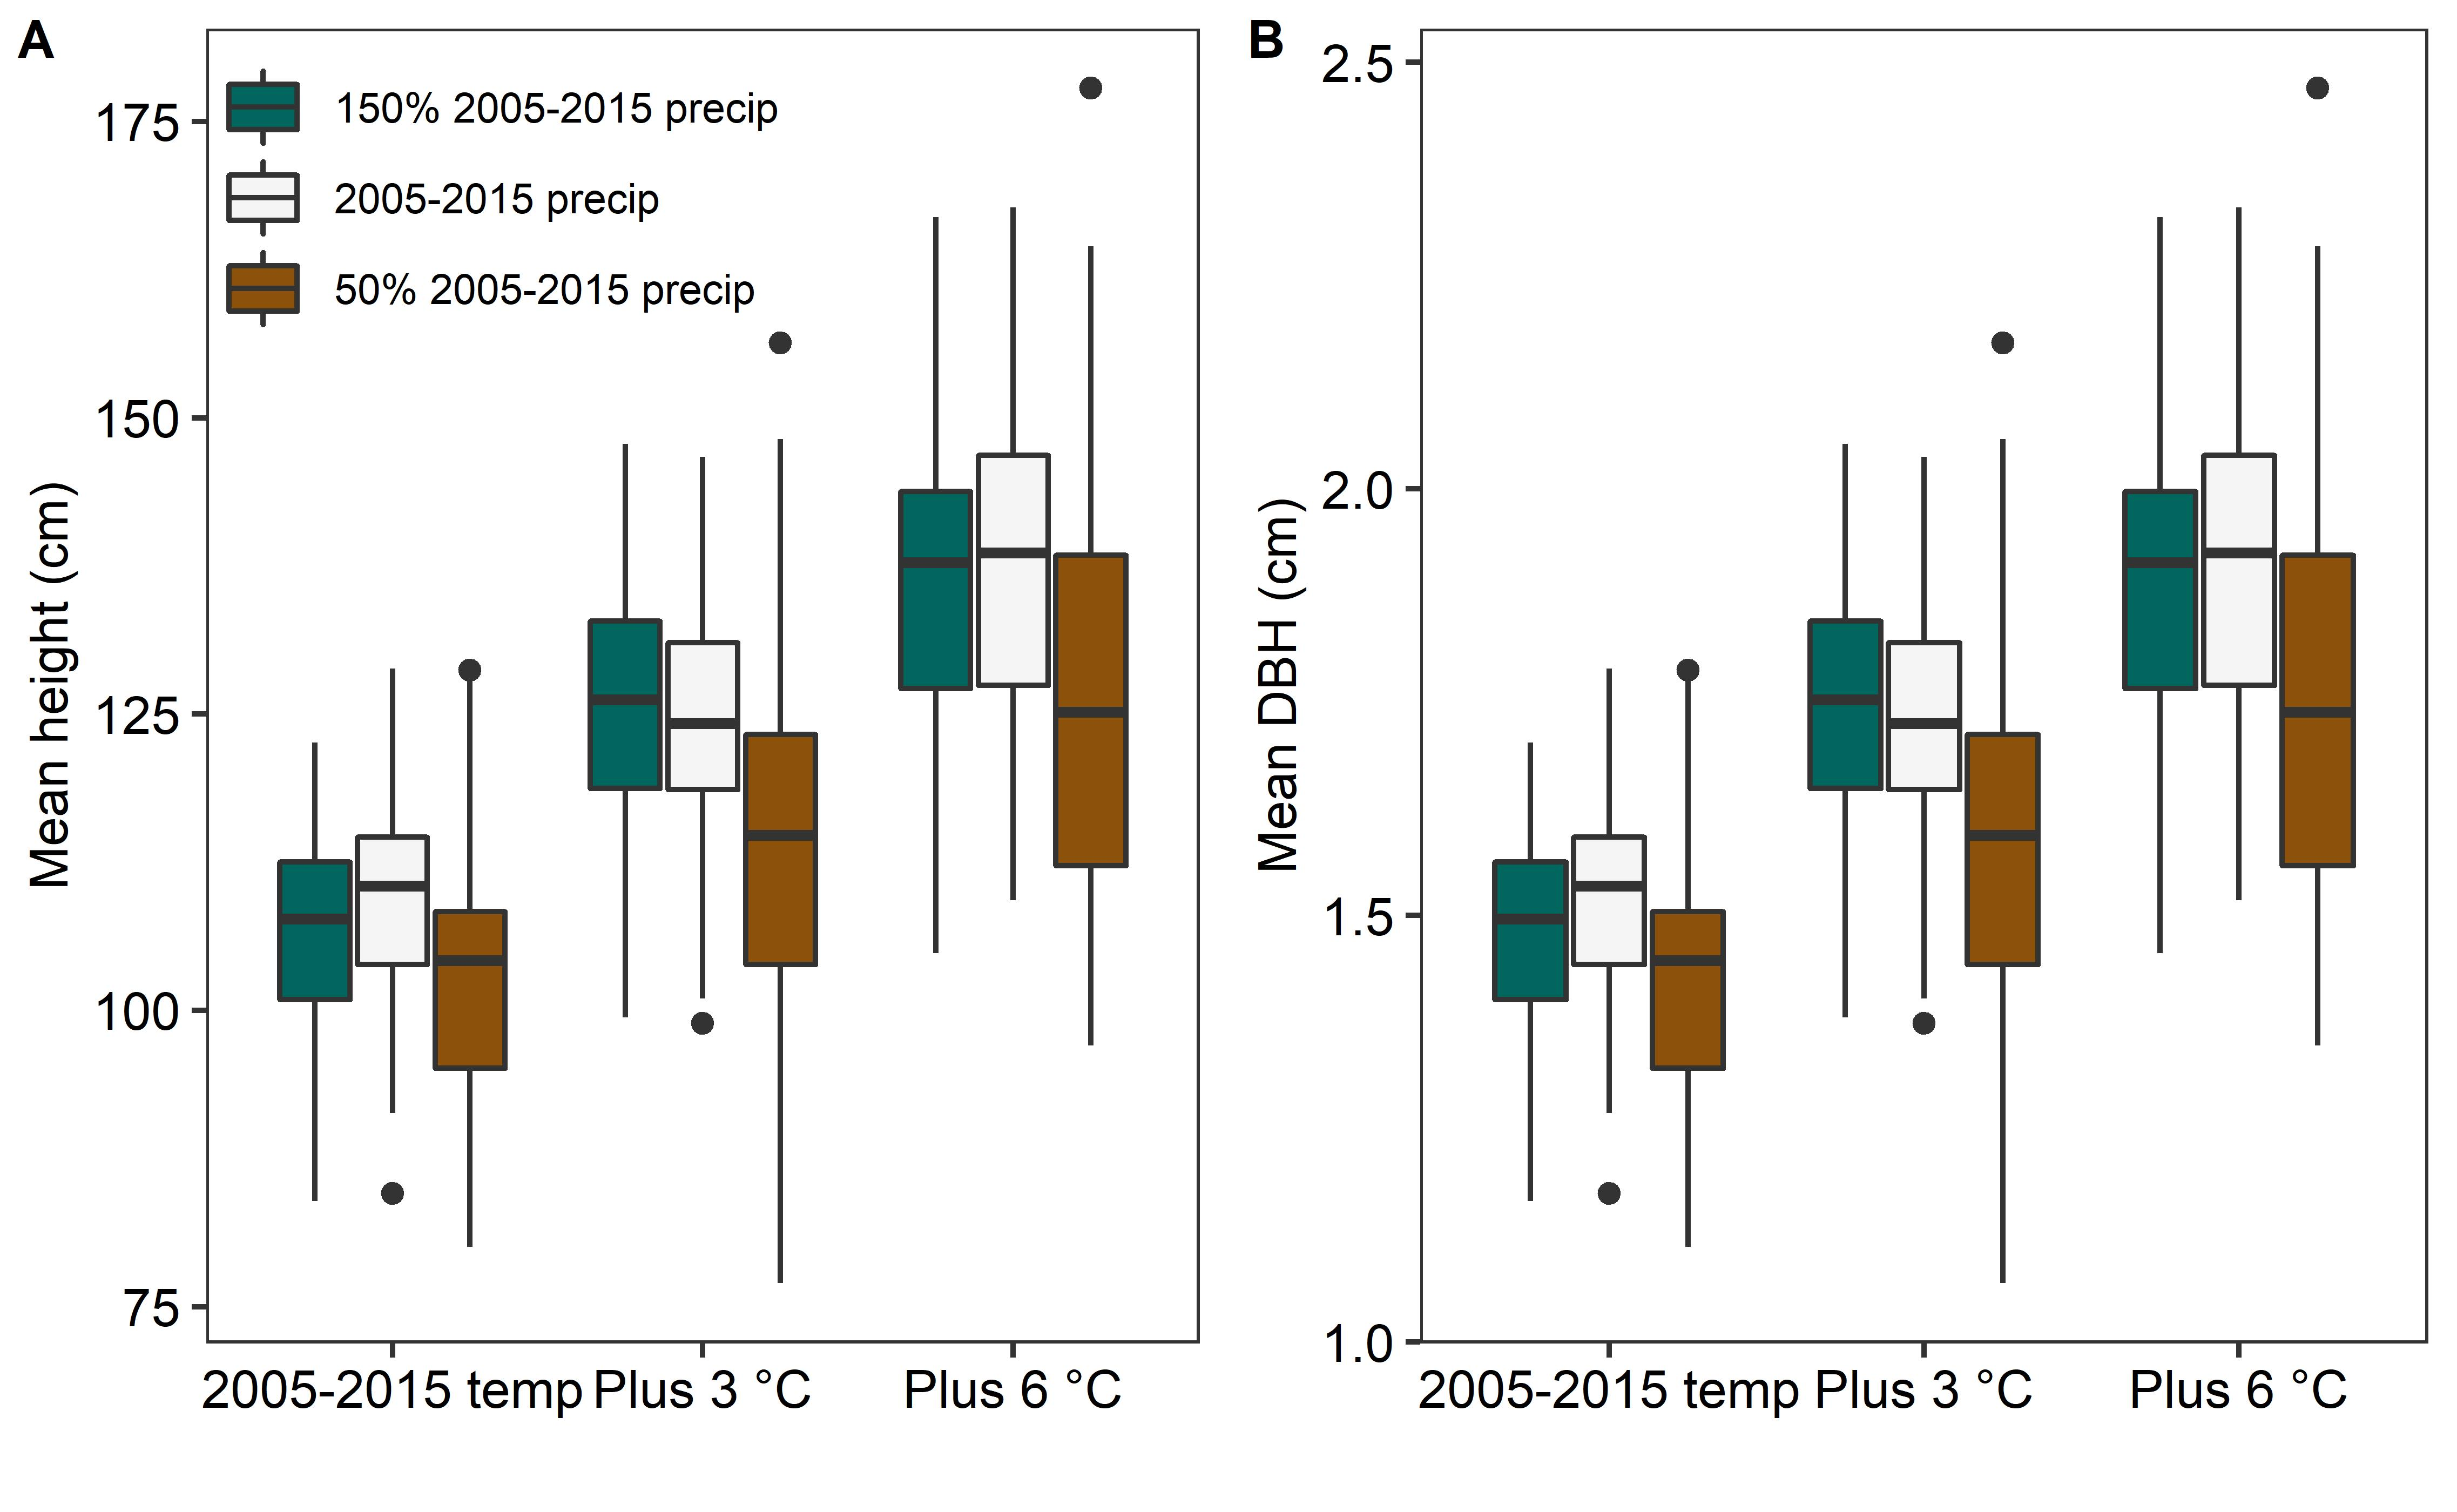 A
150% 2005-2015 precip
2005-2015 precip
50% 2005-2015 precip
175
150
125
100
75
Mean height (cm)
2005-2015 temp
Plus 3 °C
Plus 6 °C
B
2.5
2.0
1.5
1.0
Mean DBH (cm)
2005-2015 temp
Plus 3 °C
Plus 6 °C